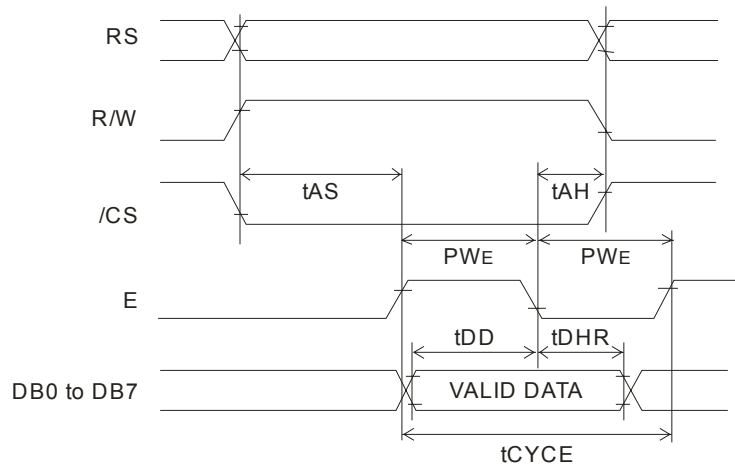 RS
R/W
tAS
tAH
/CS
PWE
PWE
E
tDD
tDHR
DB0 to DB7
VALID DATA
tCYCE